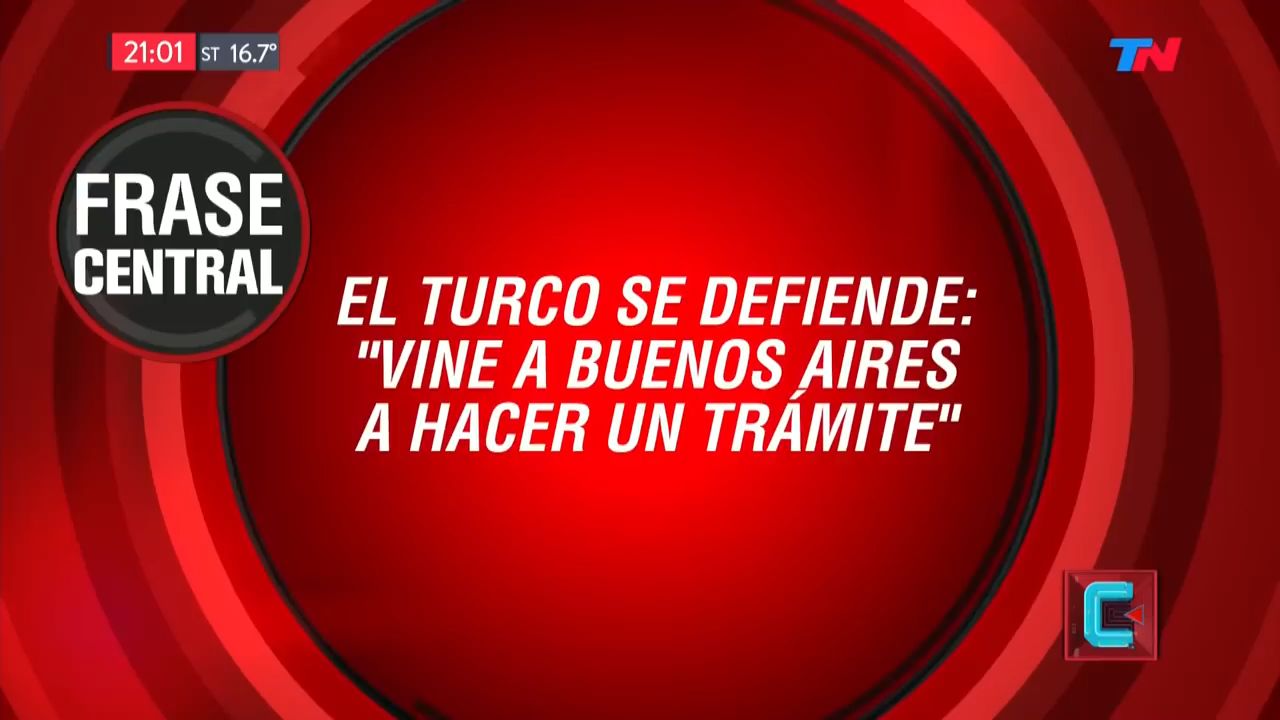 21:01 ST 16.7°
TN
FRASE
CENTRAL
EL TURCO SE DEFIENDE:
"VINE A BUENOS AIRES
A HACER UN TRÁMITE"
C